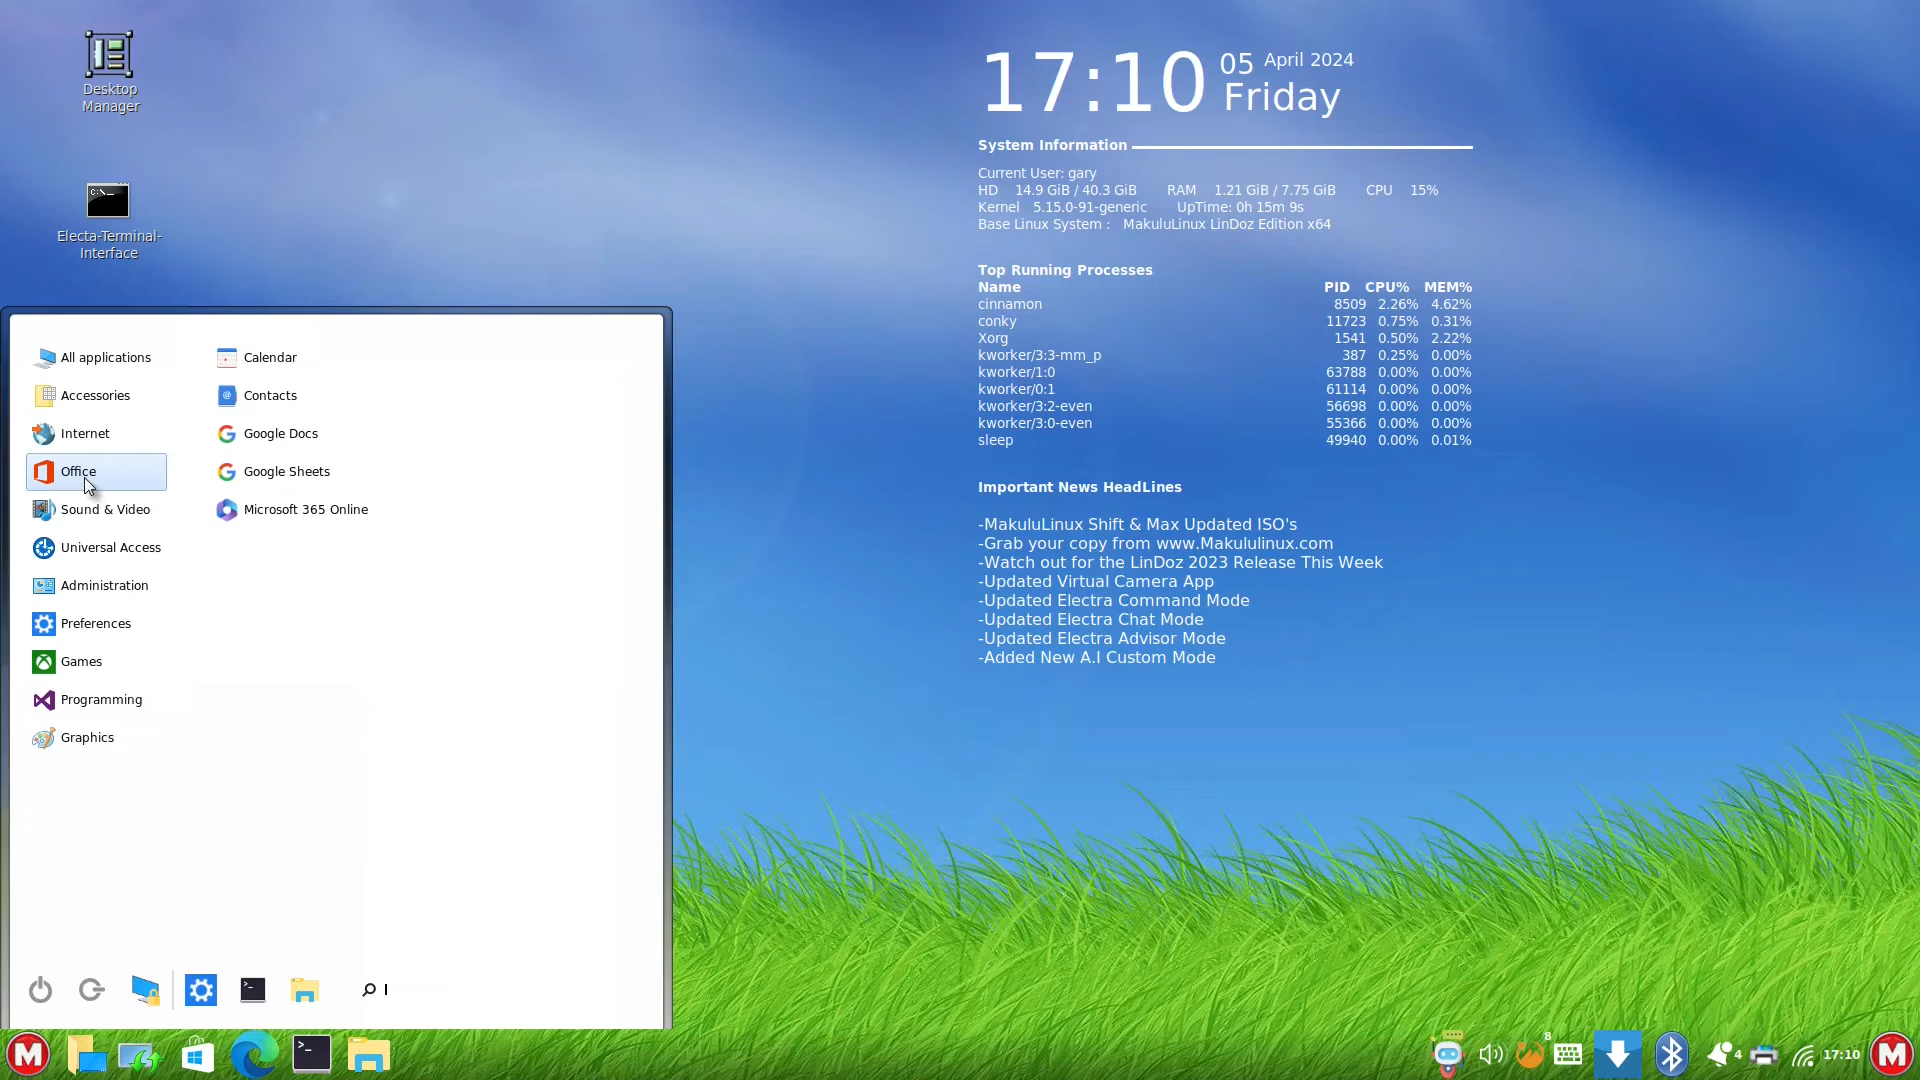 Desktop
Manager
Electa-Terminal-
Interface
17:10 05 April 2024
Friday
System Information
Current User: gary
HD 14.9 GiB / 40.3 GiB RAM 1.21 GiB / 7.75 GiB CPU 15%
Kernel 5.15.0-91-generic UpTime: 0h 15m 9s
Base Linux System : MakuluLinux LinDoz Edition x64
Top Running Processes
Name PID CPU% MEM%
cinnamon 8509 2.26% 4.62%
conky 11723 0.75% 0.31%
Xorg 1541 0.50% 2.22%
kworker/3:3-mm_p 387 0.25% 0.00%
kworker/1:0 63788 0.00% 0.00%
kworker/0:1 61114 0.00% 0.00%
kworker/3:2-even 56698 0.00% 0.00%
kworker/3:0-even 55366 0.00% 0.00%
sleep 49940 0.00% 0.01%
Important News HeadLines
-MakuluLinux Shift & Max Updated ISO's
-Grab your copy from www.Makululinux.com
-Watch out for the LinDoz 2023 Release This Week
-Updated Virtual Camera App
-Updated Electra Command Mode
-Updated Electra Chat Mode
-Updated Electra Advisor Mode
-Added New A.I Custom Mode
All applications
Accessories
Internet
Office
Sound & Video
Universal Access
Administration
Preferences
Games
Programming
Graphics
Calendar
Contacts
Google Docs
Google Sheets
Microsoft 365 Online
M
8
4
17:10
M